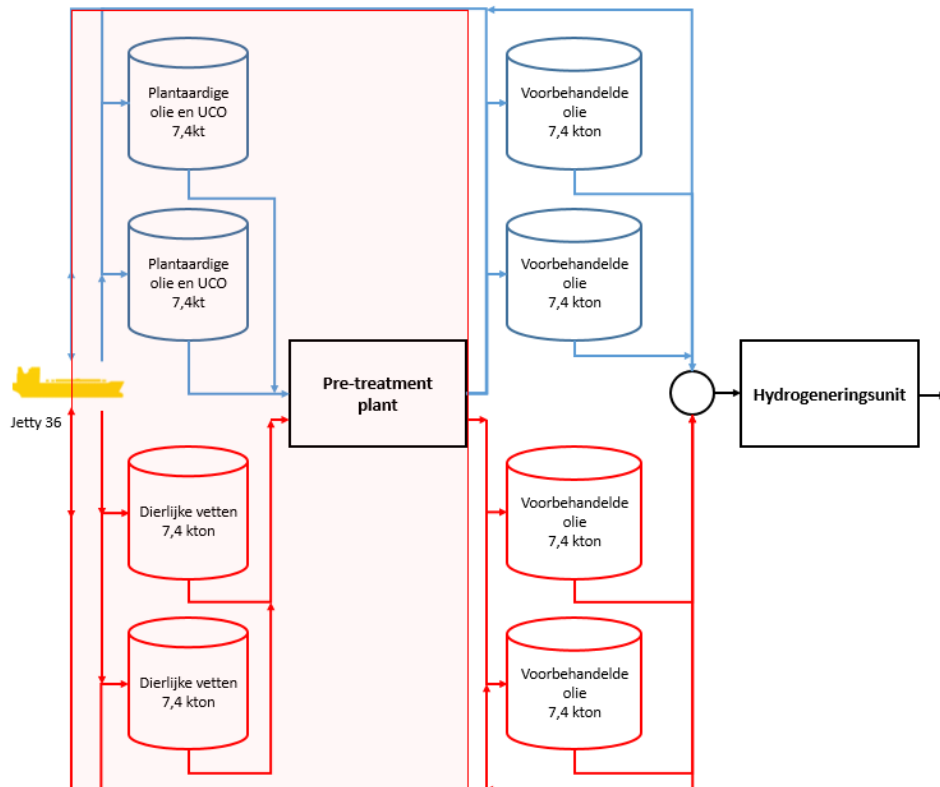 Plantaardige
olie en UCO
7,4kt
Voorbehandelde
olie
7,4 kton
Plantaardige
olie en UCO
7,4kt
Voorbehandelde
olie
7,4 kton
Jetty 36
Pre-treatment
plant
Hydrogeneringsunit
Dierlijke vetten
7,4 kton
Voorbehandelde
olie
7,4 kton
Dierlijke vetten
7,4 kton
Voorbehandelde
olie
7,4 kton